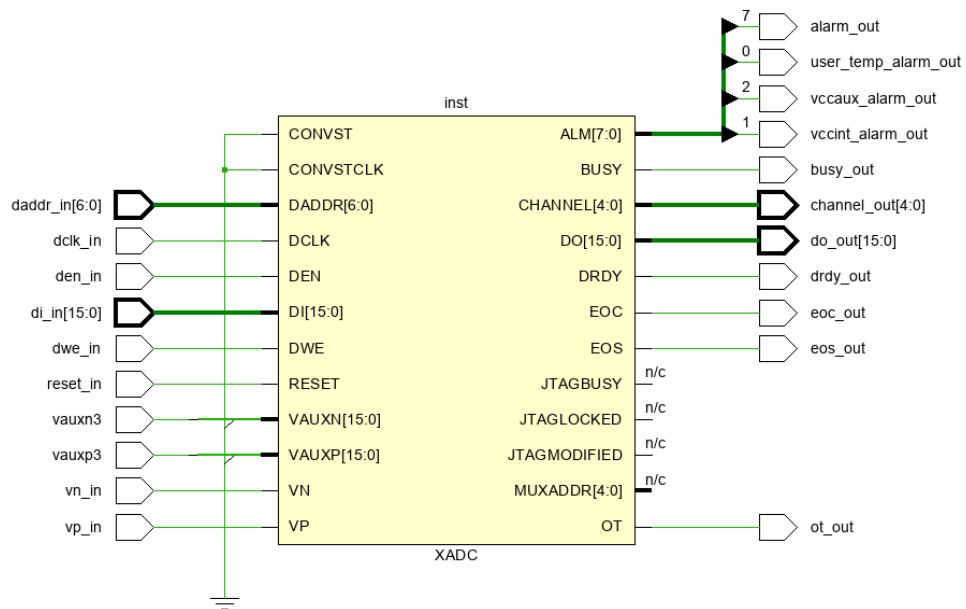 7
alarm_out
0
user_temp_alarm_out
2
vccaux_alarm_out
1
vccint_alarm_out
inst
CONVST
ALM[7:0]
CONVSTCLK
BUSY
busy_out
daddr_in[6:0]
DADDR[6:0]
CHANNEL[4:0]
channel_out[4:0]
dclk_in
DCLK
DO[15:0]
do_out[15:0]
den_in
DEN
DRDY
drdy_out
di_in[15:0]
DI[15:0]
EOC
eoc_out
dwe_in
DWE
EOS
eos_out
reset_in
RESET
JTAGBUSY
n/c
vauxn3
VAUXN[15:0]
JTAGLOCKED
n/c
vauxp3
VAUXP[15:0]
JTAGMODIFIED
n/c
vn_in
VN
MUXADDR[4:0]
n/c
vp_in
VP
OT
ot_out
XADC